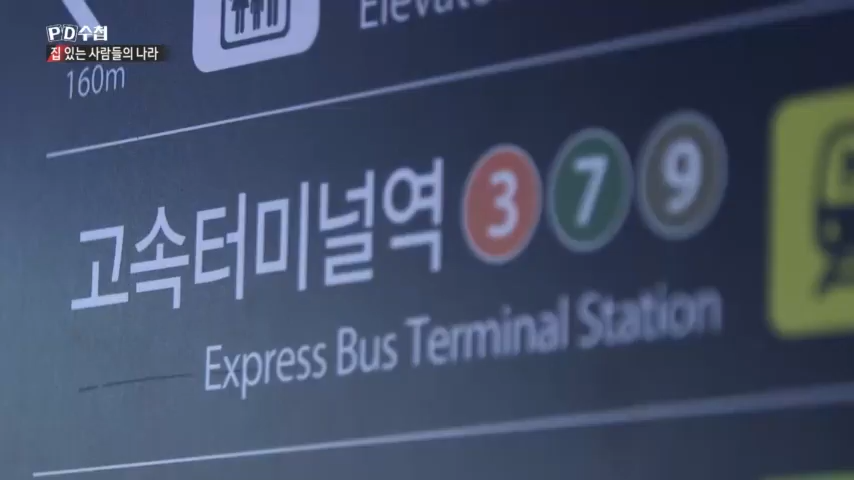 PD수첩
집 있는 사람들의 나라
160m
Elevato
고속터미널역 3 7 9
Express Bus Terminal Station